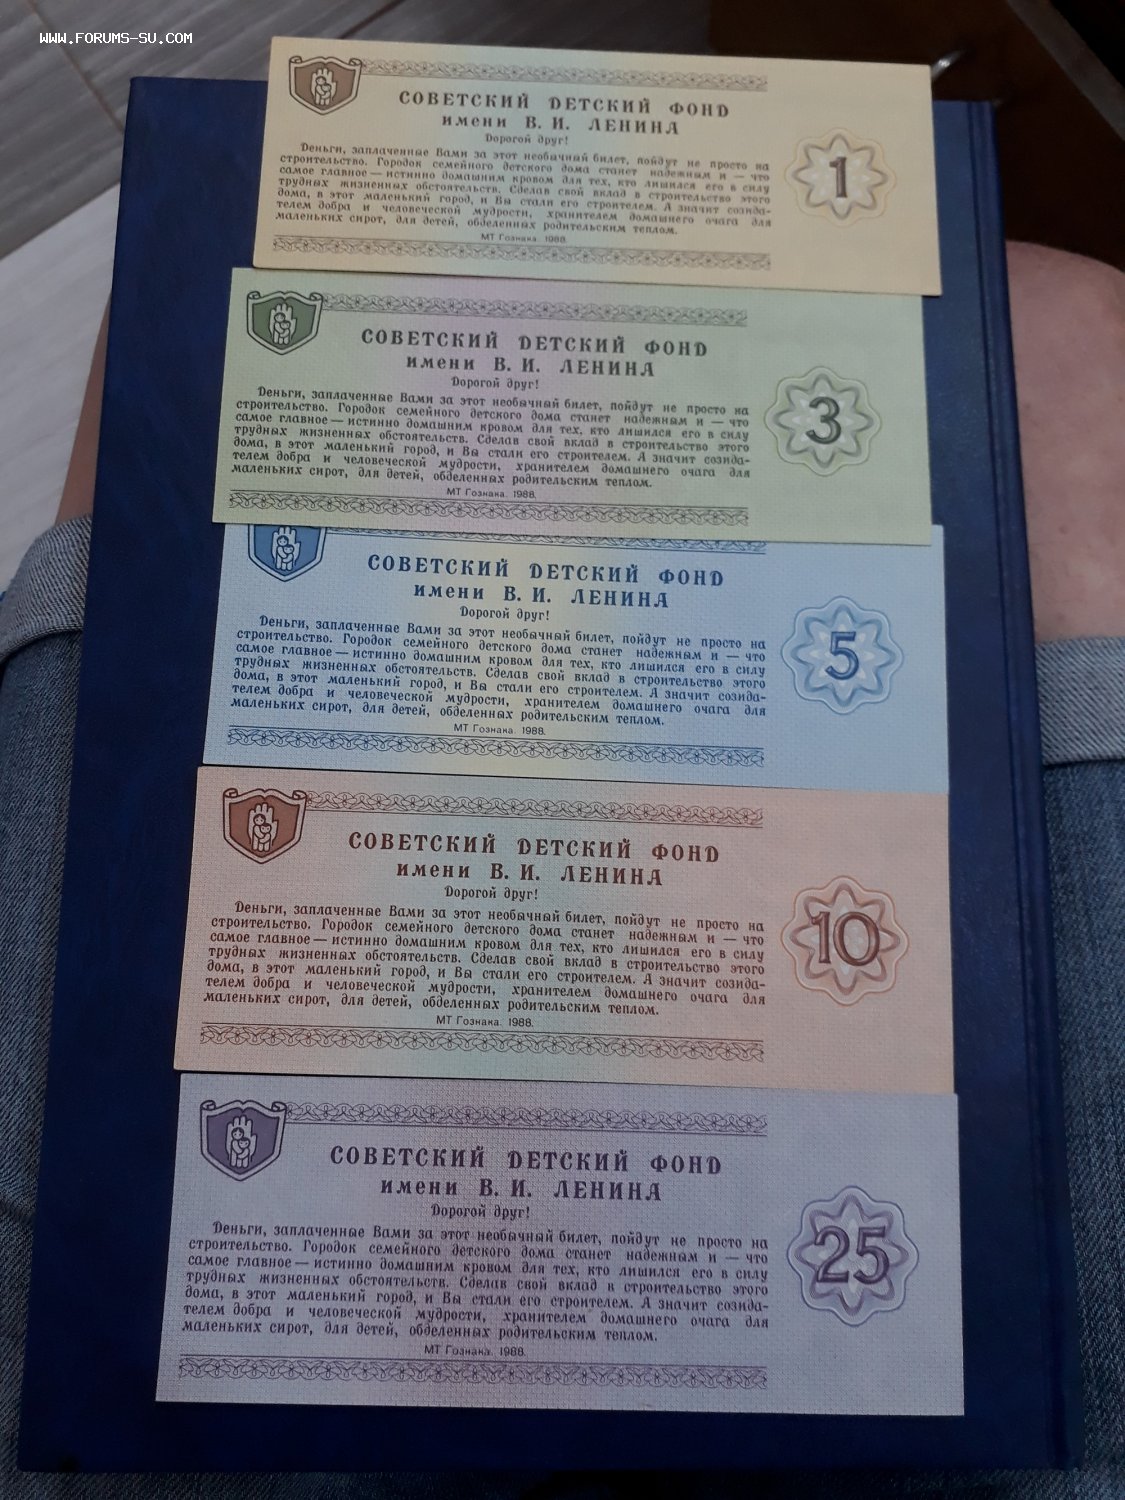 WWW.FORUMS-SU.COM
СОВЕТСКИЙ ДЕТСКИЙ ФОНД
имени В. И. ЛЕНИНА
Дорогой друг!
Деньги, заплаченные Вами за этот необычный билет, пойдут не просто на
строительство. Городок семейного детского дома станет надежным и — что
самое главное — истинно домашним кровом для тех, кто лишился его в силу
трудных жизненных обстоятельств. Сделав свой вклад в строительство этого
дома, в этот маленький город, и Вы стали его строителем. А значит созида-
телем добра и человеческой мудрости, хранителем домашнего очага для
маленьких сирот, для детей, обделенных родительским теплом.
МТ Гознака. 1988.
1
СОВЕТСКИЙ ДЕТСКИЙ ФОНД
имени В. И. ЛЕНИНА
Дорогой друг!
Деньги, заплаченные Вами за этот необычный билет, пойдут не просто на
строительство. Городок семейного детского дома станет надежным и — что
самое главное — истинно домашним кровом для тех, кто лишился его в силу
трудных жизненных обстоятельств. Сделав свой вклад в строительство этого
дома, в этот маленький город, и Вы стали его строителем. А значит созида-
телем добра и человеческой мудрости, хранителем домашнего очага для
маленьких сирот, для детей, обделенных родительским теплом.
МТ Гознака. 1988.
3
СОВЕТСКИЙ ДЕТСКИЙ ФОНД
имени В. И. ЛЕНИНА
Дорогой друг!
Деньги, заплаченные Вами за этот необычный билет, пойдут не просто на
строительство. Городок семейного детского дома станет надежным и — что
самое главное — истинно домашним кровом для тех, кто лишился его в силу
трудных жизненных обстоятельств. Сделав свой вклад в строительство этого
дома, в этот маленький город, и Вы стали его строителем. А значит созида-
телем добра и человеческой мудрости, хранителем домашнего очага для
маленьких сирот, для детей, обделенных родительским теплом.
МТ Гознака. 1988.
5
СОВЕТСКИЙ ДЕТСКИЙ ФОНД
имени В. И. ЛЕНИНА
Дорогой друг!
Деньги, заплаченные Вами за этот необычный билет, пойдут не просто на
строительство. Городок семейного детского дома станет надежным и — что
самое главное — истинно домашним кровом для тех, кто лишился его в силу
трудных жизненных обстоятельств. Сделав свой вклад в строительство этого
дома, в этот маленький город, и Вы стали его строителем. А значит созида-
телем добра и человеческой мудрости, хранителем домашнего очага для
маленьких сирот, для детей, обделенных родительским теплом.
МТ Гознака. 1988.
10
СОВЕТСКИЙ ДЕТСКИЙ ФОНД
имени В. И. ЛЕНИНА
Дорогой друг!
Деньги, заплаченные Вами за этот необычный билет, пойдут не просто на
строительство. Городок семейного детского дома станет надежным и — что
самое главное — истинно домашним кровом для тех, кто лишился его в силу
трудных жизненных обстоятельств. Сделав свой вклад в строительство этого
дома, в этот маленький город, и Вы стали его строителем. А значит созида-
телем добра и человеческой мудрости, хранителем домашнего очага для
маленьких сирот, для детей, обделенных родительским теплом.
МТ Гознака. 1988.
25